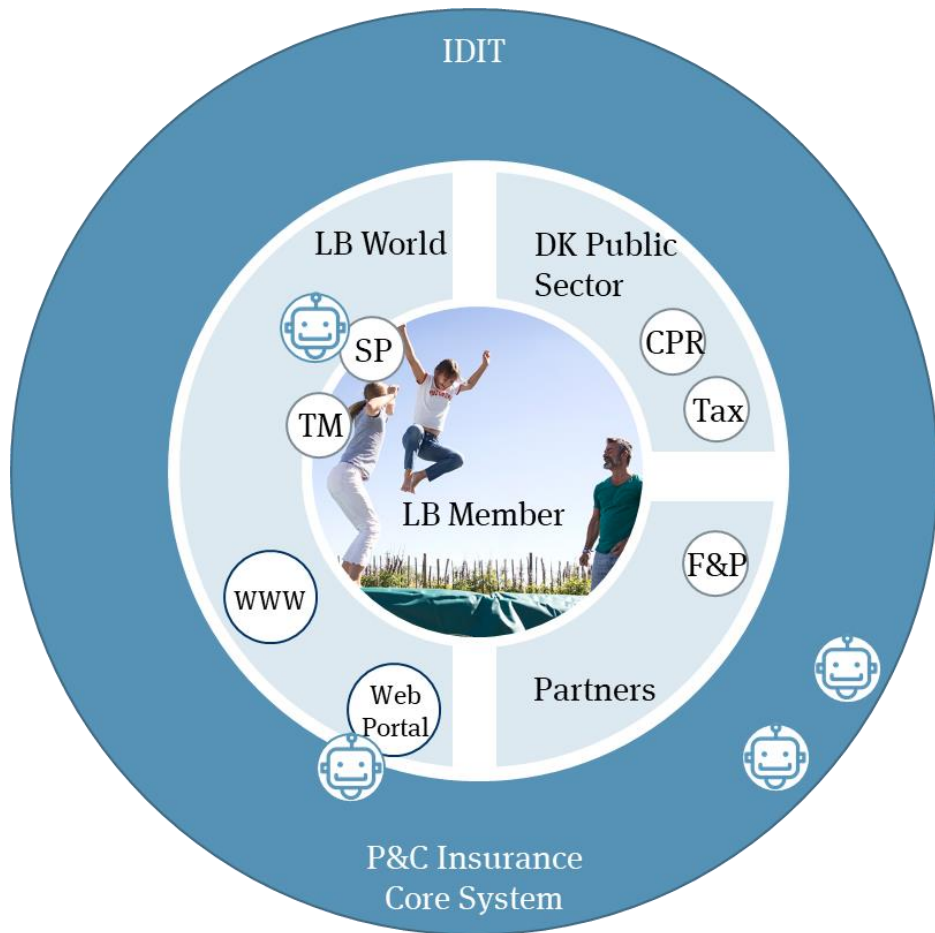 IDIT
LB World
DK Public
Sector
SP
CPR
TM
Tax
LB Member
F&P
WWW
Web
Portal
Partners
P&C Insurance
Core System